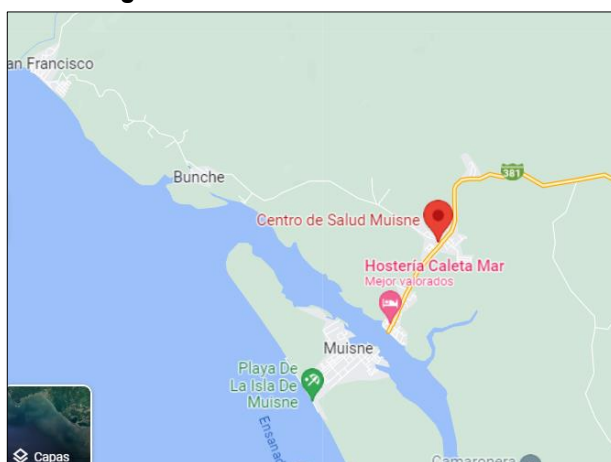 an Francisco
Bunche
381
Centro de Salud Muisne
Hostería Caleta Mar
Mejor valorados
Muisne
Playa De
La Isla De
Muisne
Ensanad
Camaronera
Capas